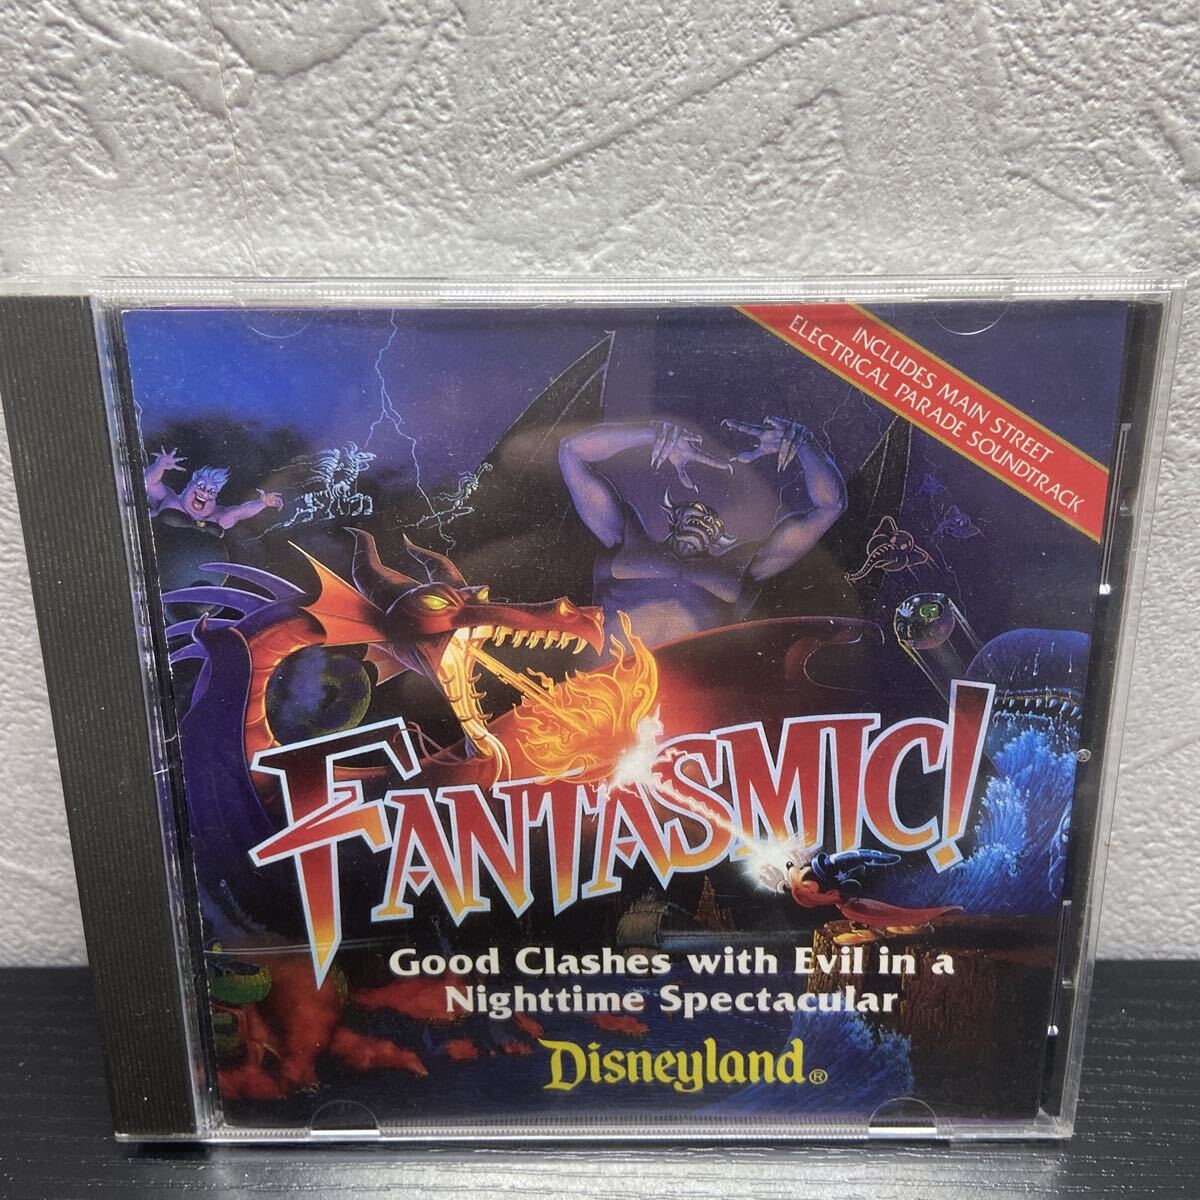 INCLUDES MAIN STREET
ELECTRICAL PARADE SOUNDTRACK
FANTASMIC!
®
Good Clashes with Evil in a
Nighttime Spectacular
Disneyland®